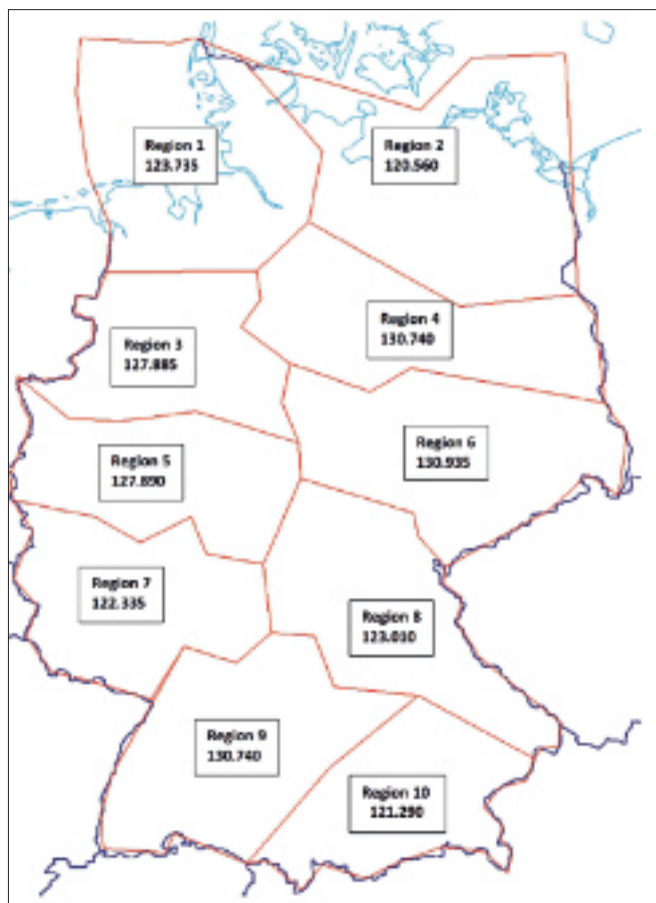 Region 1
123.735
Region 2
120.560
Region 3
127.885
Region 4
130.740
Region 5
127.890
Region 6
130.935
Region 7
122.335
Region 8
123.010
Region 9
130.740
Region 10
121.290